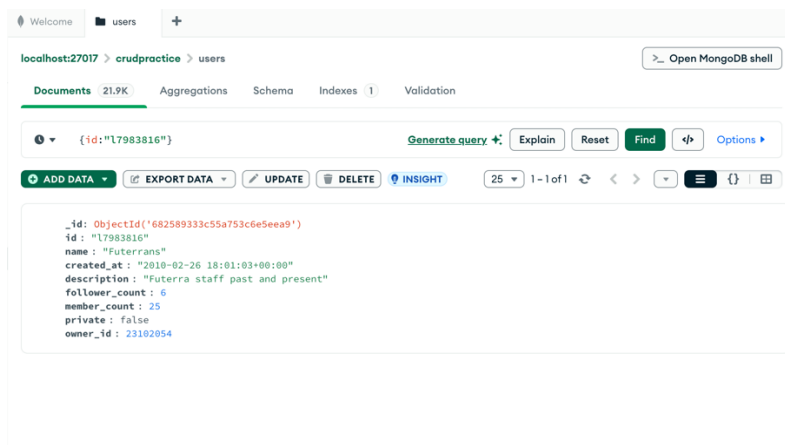 Welcome users +
localhost:27017 > crudpractice > users >_ Open MongoDB shell
Documents 21.9K Aggregations Schema Indexes 1 Validation
{id:"l7983816"} Generate query Explain Reset Find </> Options
ADD DATA EXPORT DATA UPDATE DELETE INSIGHT 25 1 – 1 of 1 < > {}
_id: ObjectId('682589333c55a753c6e5eea9')
id : "l7983816"
name : "Futerrans"
created_at : "2010-02-26 18:01:03+00:00"
description : "Futerra staff past and present"
follower_count : 6
member_count : 25
private : false
owner_id : 23102054